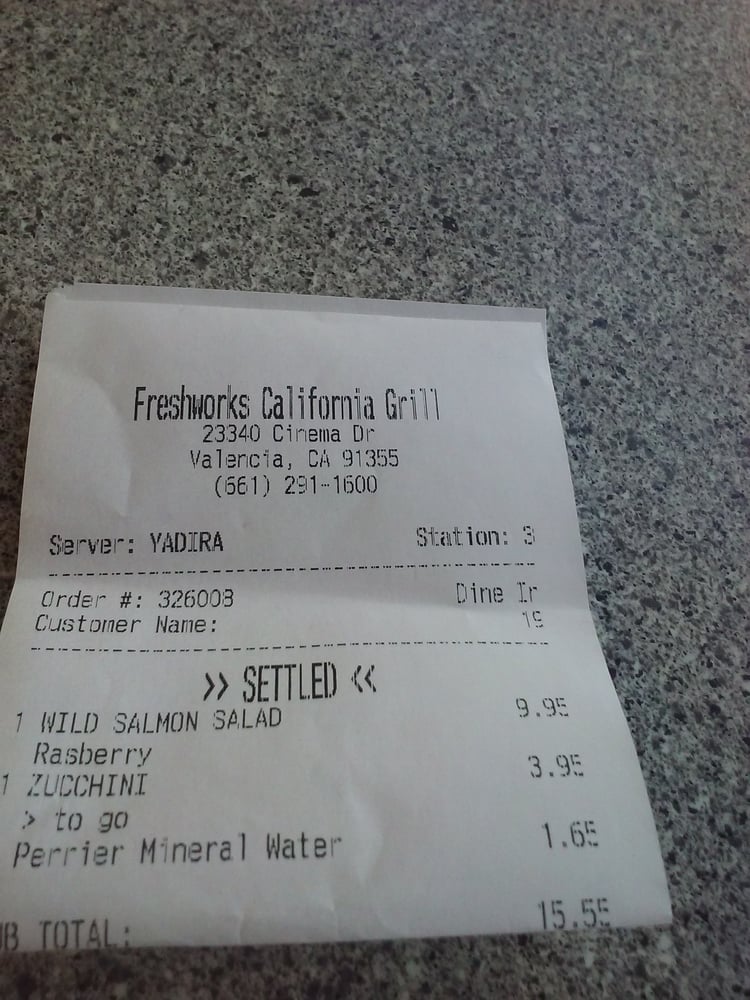 Freshworks California Grill
23340 Cinema Dr
Valencia, CA 91355
(661) 291-1600
Server: YADIRA Station: 3
Order #: 326008 Dine In
Customer Name: 19
>> SETTLED <<
1 WILD SALMON SALAD 9.95
Rasberry
1 ZUCCHINI 3.95
> to go
Perrier Mineral Water 1.65
UB TOTAL: 15.55